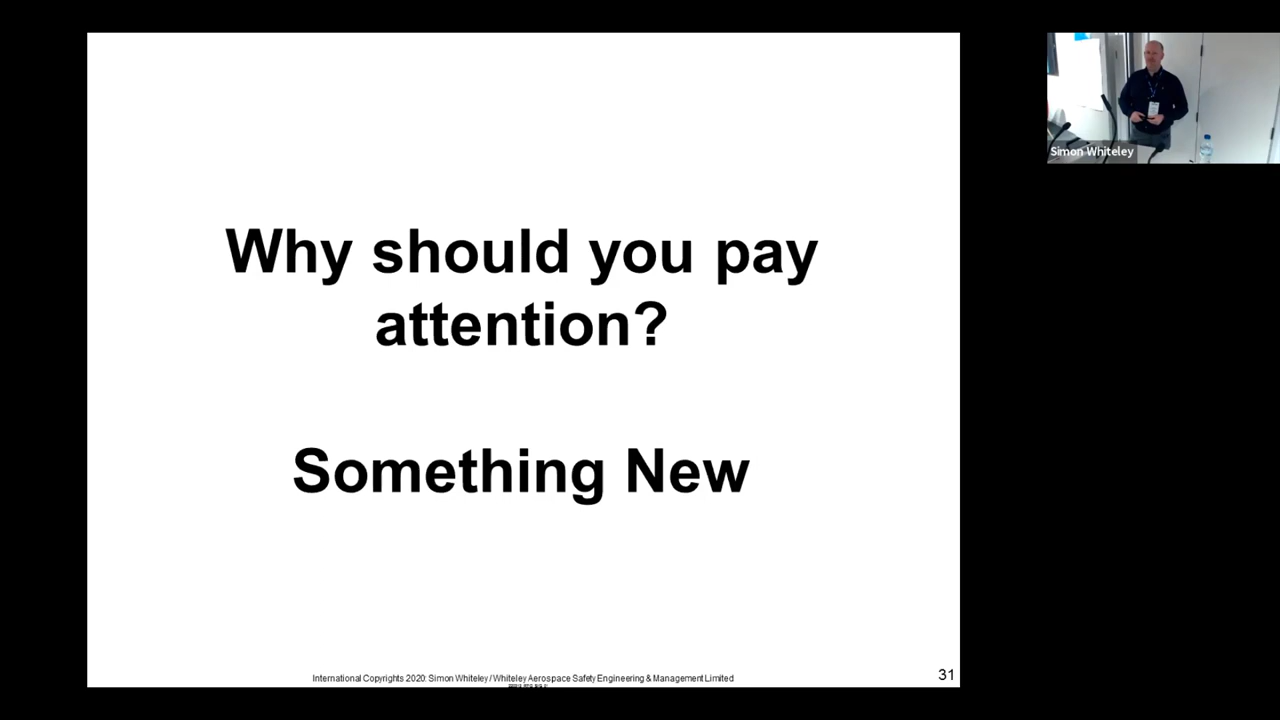 Why should you pay
attention?
Something New
International Copyrights 2020: Simon Whiteley / Whiteley Aerospace Safety Engineering & Management Limited
31
Simon Whiteley